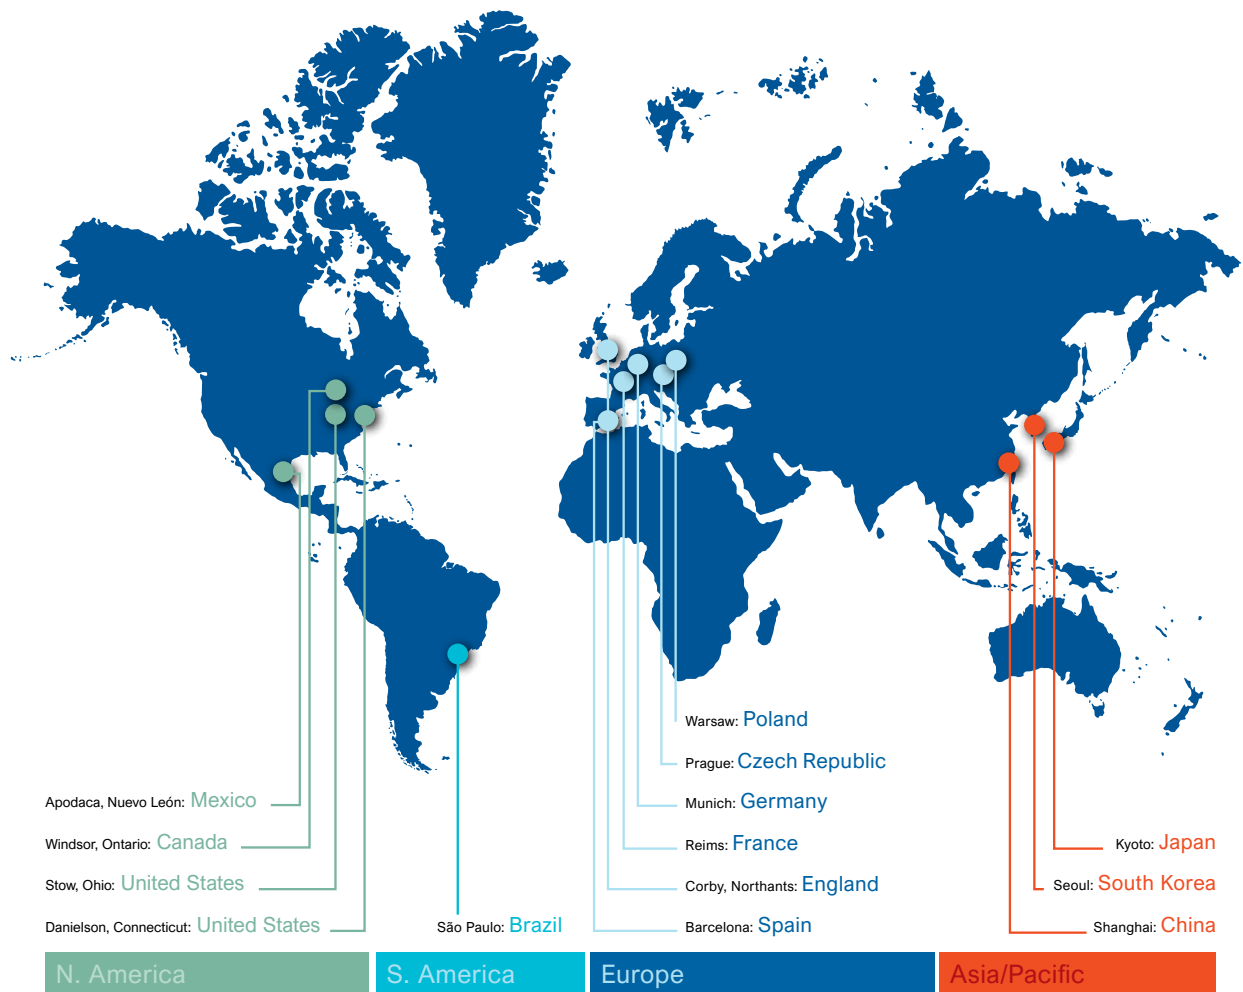 Warsaw: Poland
Prague: Czech Republic
Apodaca, Nuevo León: Mexico
Munich: Germany
Windsor, Ontario: Canada
Reims: France
Kyoto: Japan
Stow, Ohio: United States
Corby, Northants: England
Seoul: South Korea
Danielson, Connecticut: United States
São Paulo: Brazil
Barcelona: Spain
Shanghai: China
N. America
S. America
Europe
Asia/Pacific